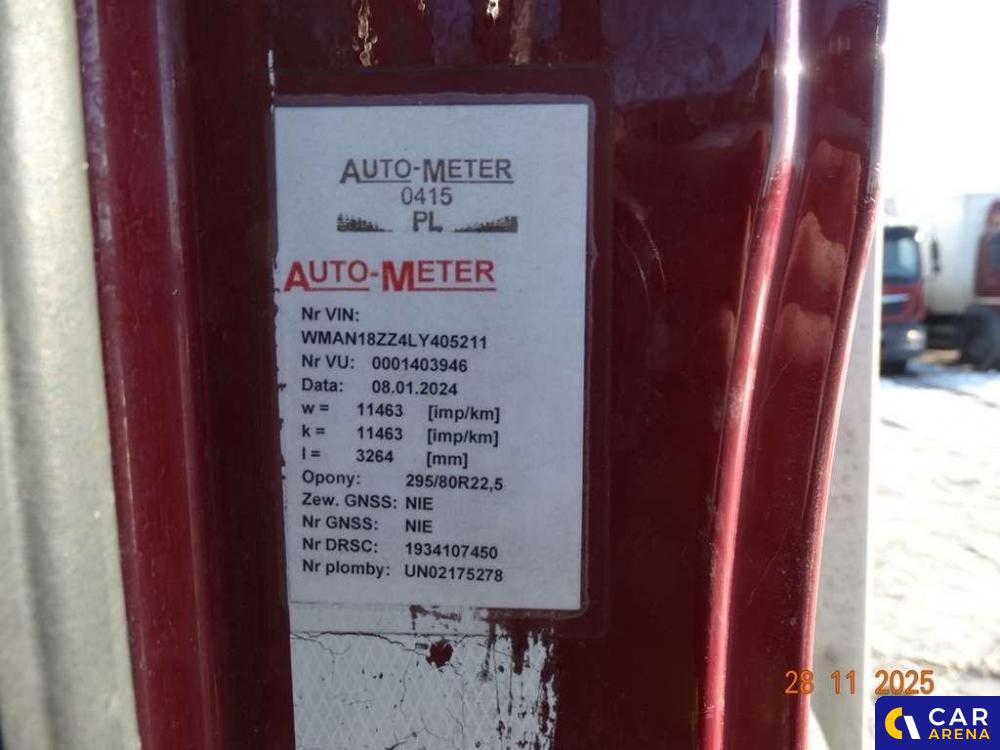 AUTO-METER
0415
PL
AUTO-METER
Nr VIN:
WMAN18ZZ4LY405211
Nr VU: 0001403946
Data: 08.01.2024
w = 11463 [imp/km]
k = 11463 [imp/km]
l = 3264 [mm]
Opony: 295/80R22,5
Zew. GNSS: NIE
Nr GNSS: NIE
Nr DRSC: 1934107450
Nr plomby: UN02175278
28 11 2025
CAR
ARENA